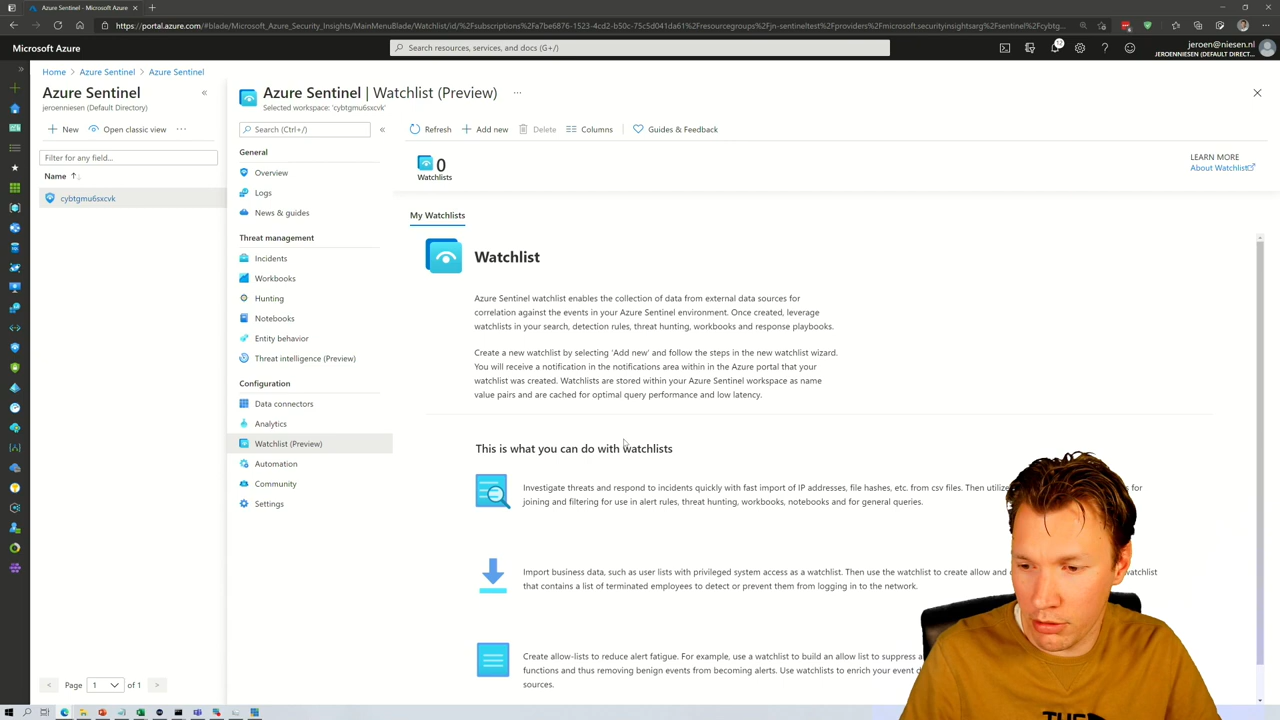 Azure Sentinel - Microsoft Azure
https://portal.azure.com/#blade/Microsoft_Azure_Security_Insights/MainMenuBlade/Watchlist/id/
Microsoft Azure
Search resources, services, and docs (G+/)
12
jeroen@niesen.nl
JEROENNIESEN (DEFAULT DIRECT...
Home > Azure Sentinel > Azure Sentinel
Azure Sentinel
jeroenniesen (Default Directory)
New
Open classic view
Filter for any field...
Name
cybtgmu6sxcvk
Page 1 of 1
Azure Sentinel | Watchlist (Preview)
Selected workspace: 'cybtgmu6sxcvk'
Search (Ctrl+/)
General
Overview
Logs
News & guides
Threat management
Incidents
Workbooks
Hunting
Notebooks
Entity behavior
Threat intelligence (Preview)
Configuration
Data connectors
Analytics
Watchlist (Preview)
Automation
Community
Settings
Refresh
Add new
Delete
Columns
Guides & Feedback
0
Watchlists
LEARN MORE
About Watchlist
My Watchlists
Watchlist
Azure Sentinel watchlist enables the collection of data from external data sources for
correlation against the events in your Azure Sentinel environment. Once created, leverage
watchlists in your search, detection rules, threat hunting, workbooks and response playbooks.
Create a new watchlist by selecting 'Add new' and follow the steps in the new watchlist wizard.
You will receive a notification in the notifications area within in the Azure portal that your
watchlist was created. Watchlists are stored within your Azure Sentinel workspace as name
value pairs and are cached for optimal query performance and low latency.
This is what you can do with watchlists
Investigate threats and respond to incidents quickly with fast import of IP addresses, file hashes, etc. from csv files. Then utiliz for
joining and filtering for use in alert rules, threat hunting, workbooks, notebooks and for general queries.
Import business data, such as user lists with privileged system access as a watchlist. Then use the watchlist to create allow and watchlist
that contains a list of terminated employees to detect or prevent them from logging in to the network.
Create allow-lists to reduce alert fatigue. For example, use a watchlist to build an allow list to suppress
functions and thus removing benign events from becoming alerts. Use watchlists to enrich your event
sources.
THE